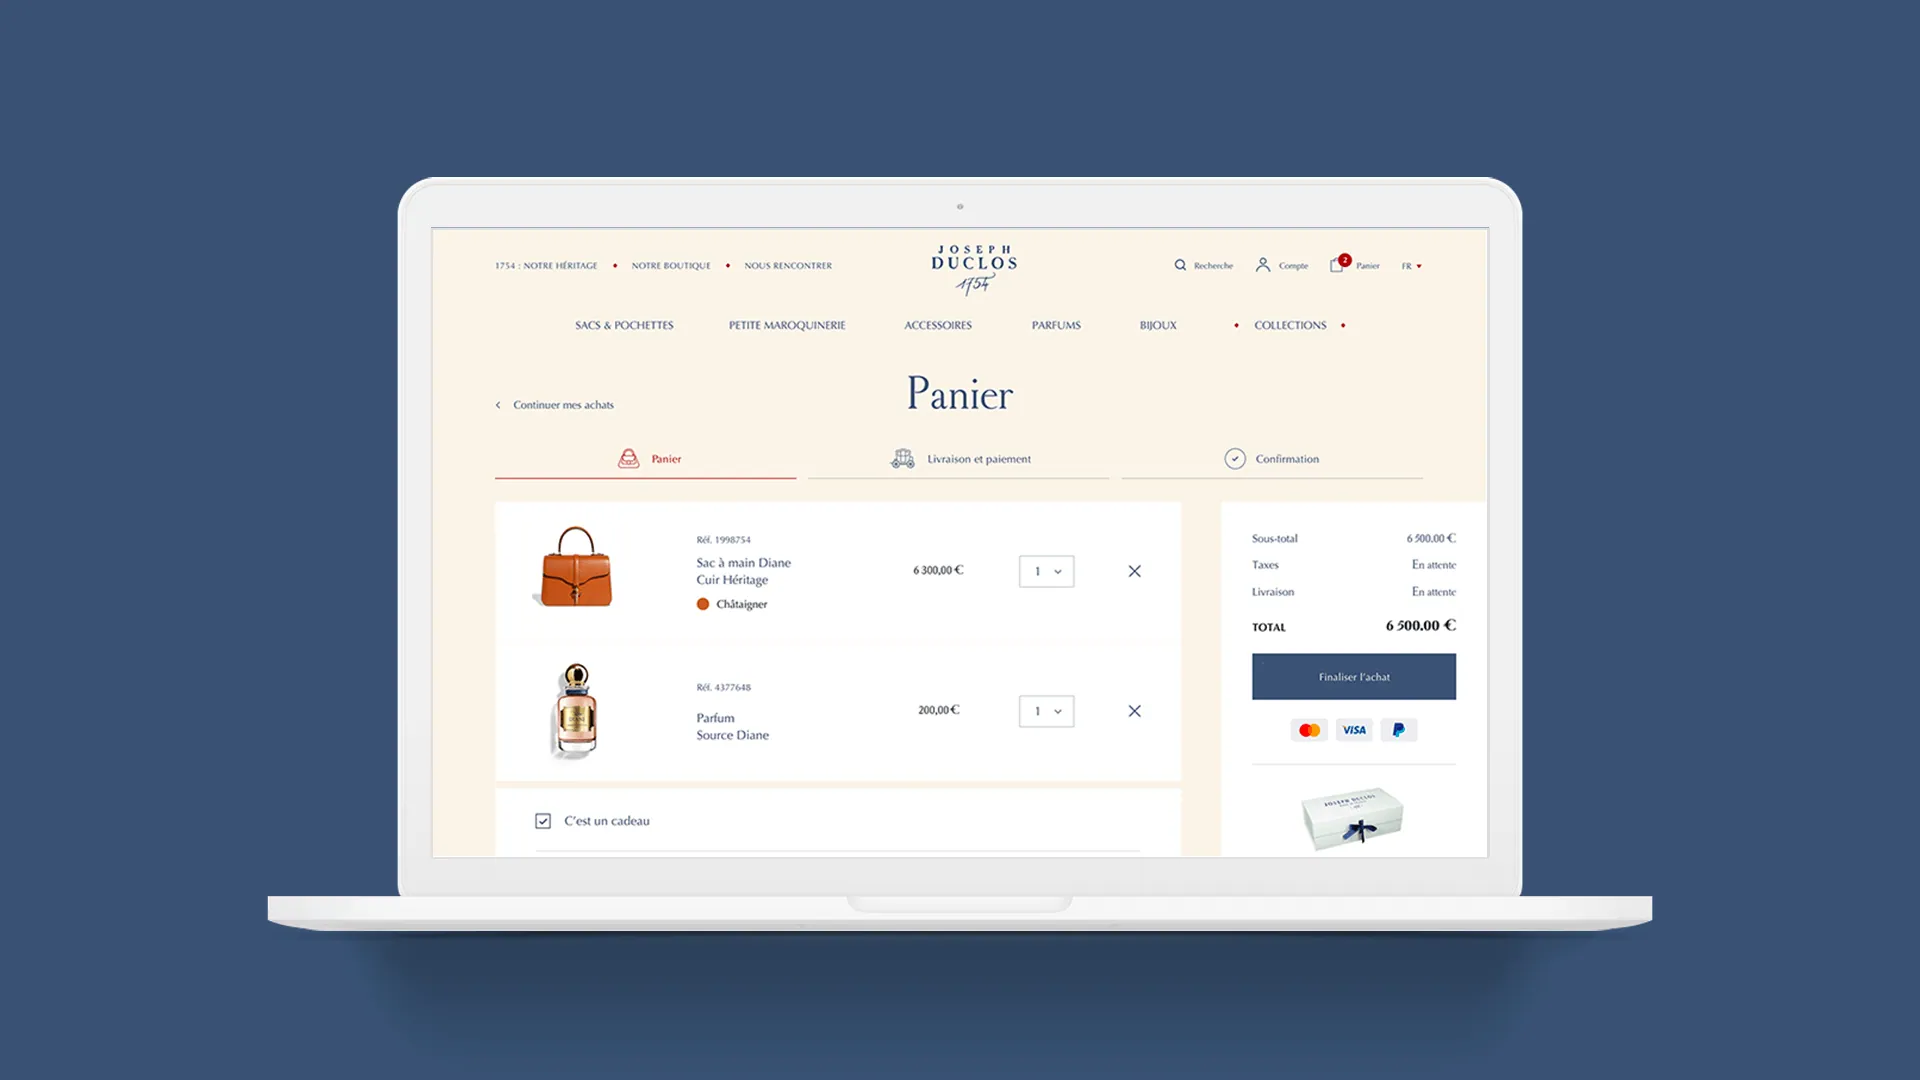 1754 : NOTRE HÉRITAGE • NOTRE BOUTIQUE • NOUS RENCONTRER
JOSEPH
DUCLOS
1754
Recherche
Compte
2
Panier
FR
SACS & POCHETTES
PETITE MAROQUINERIE
ACCESSOIRES
PARFUMS
BIJOUX
• COLLECTIONS •
Continuer mes achats
Panier
Panier
Livraison et paiement
Confirmation
Réf. 1998754
Sac à main Diane
Cuir Héritage
Châtaigner
6 300,00 €
1
Réf. 4377648
Parfum
Source Diane
200,00 €
1
C'est un cadeau
Sous-total 6 500.00 €
Taxes En attente
Livraison En attente
TOTAL 6 500.00 €
Finaliser l'achat
VISA
JOSEPH DUCLOS